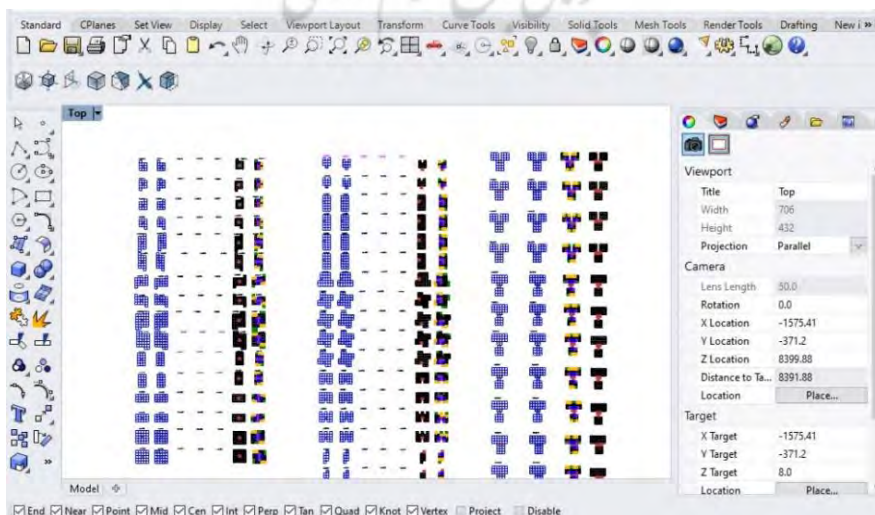 Standard CPlanes Set View Display Select Viewport Layout Transform Curve Tools Visibility Solid Tools Mesh Tools Render Tools Drafting New i »
Top
Viewport
Title Top
Width 706
Height 432
Projection Parallel
Camera
Lens Length 50.0
Rotation 0.0
X Location -1575.41
Y Location -371.2
Z Location 8399.88
Distance to Ta... 8391.88
Location Place...
Target
X Target -1575.41
Y Target -371.2
Z Target 8.0
Location Place...
Model
End Near Point Mid Cen Int Perp Tan Quad Knot Vertex Project Disable